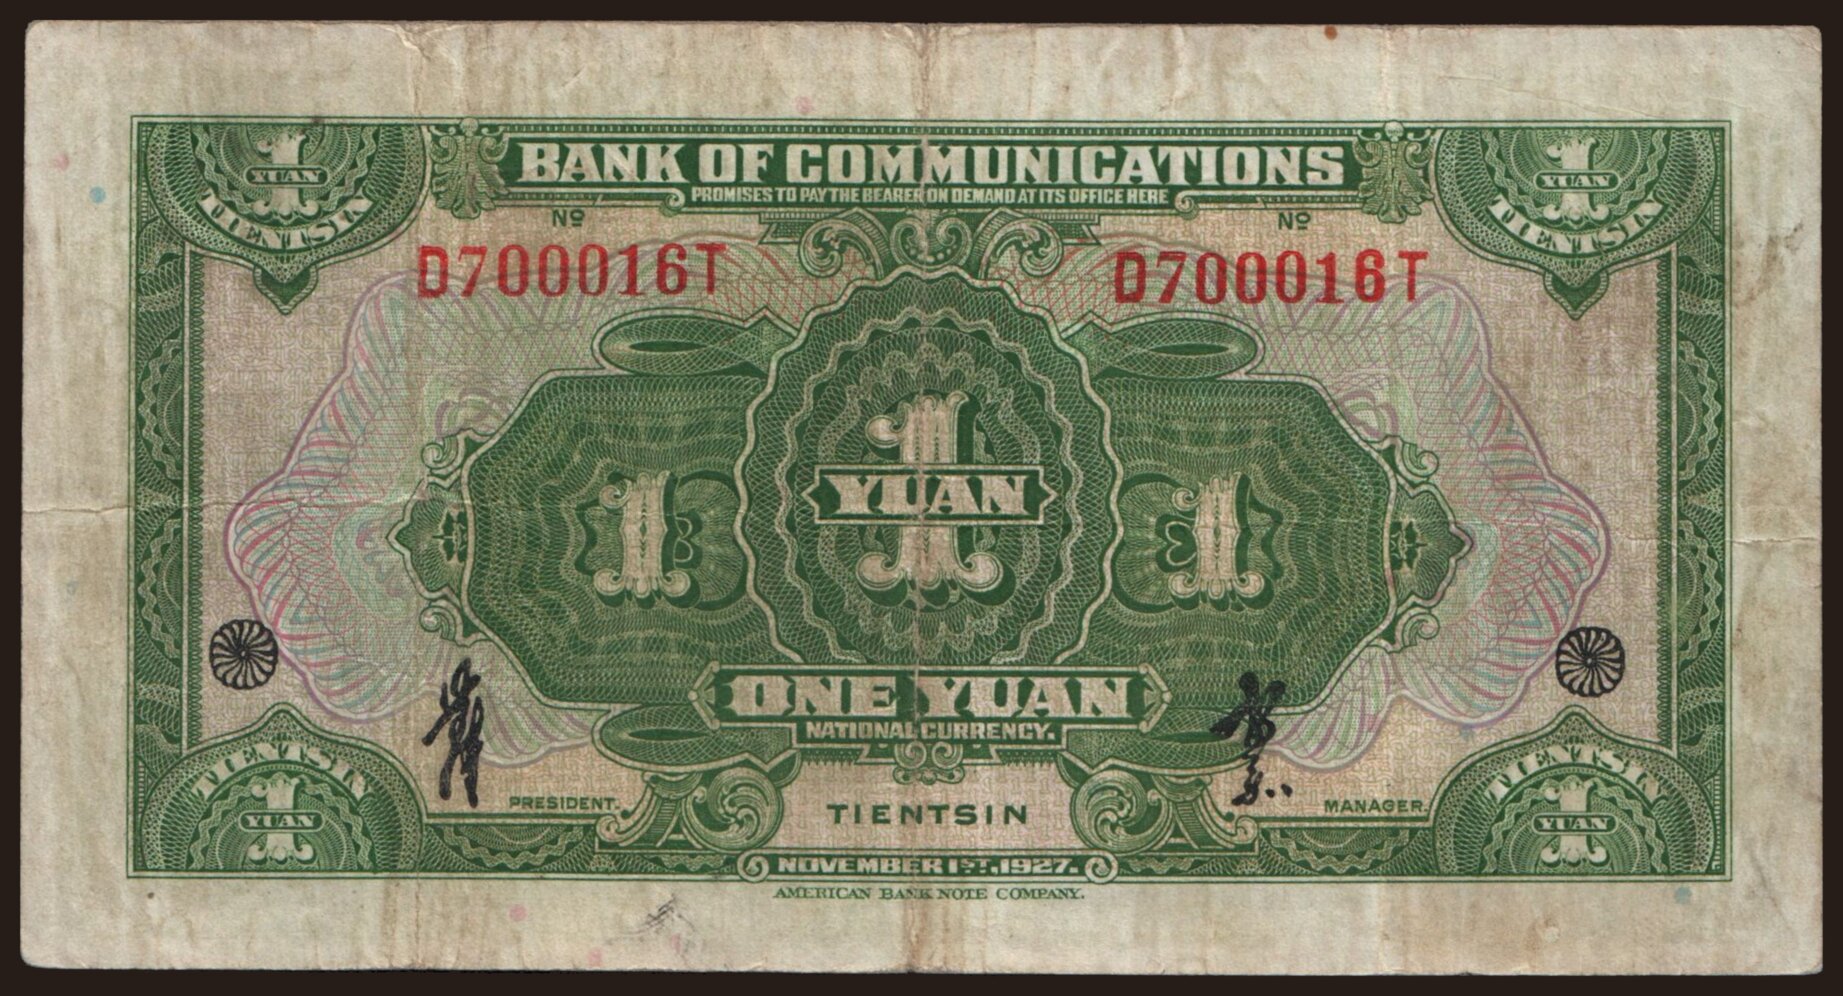 1 YUAN TIENTSIN
BANK OF COMMUNICATIONS
1 YUAN TIENTSIN
PROMISES TO PAY THE BEARER ON DEMAND AT ITS OFFICE HERE
Nº
Nº
D700016T
D700016T
1
1 YUAN
1
ONE YUAN
NATIONAL CURRENCY.
TIENTSIN 1 YUAN
PRESIDENT.
TIENTSIN
MANAGER.
TIENTSIN 1 YUAN
NOVEMBER 1ST, 1927.
AMERICAN BANK NOTE COMPANY.